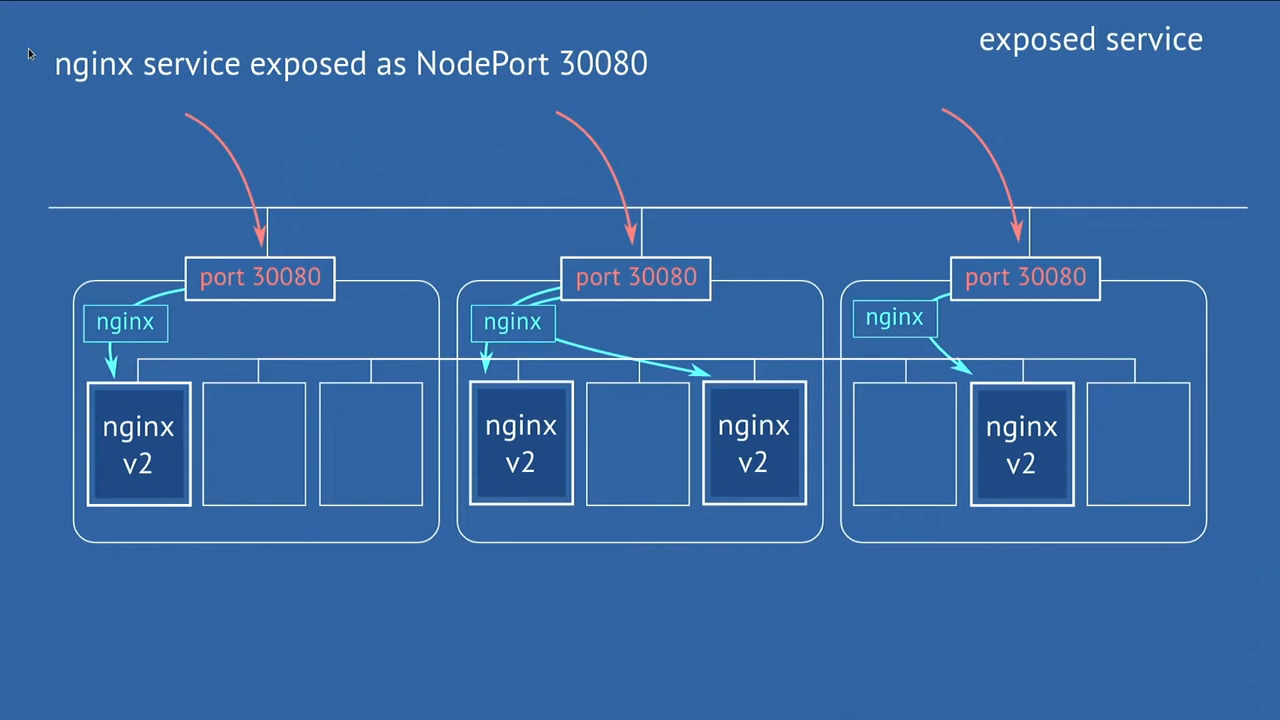 exposed service
nginx service exposed as NodePort 30080
port 30080
port 30080
port 30080
nginx
nginx
nginx
nginx
v2
nginx
v2
nginx
v2
nginx
v2